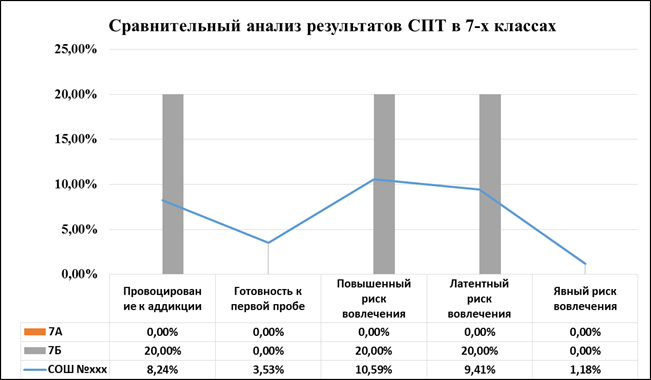 Сравнительный анализ результатов СПТ в 7-х классах
25,00%
20,00%
15,00%
10,00%
5,00%
0,00%
Провоцирован Готовность к Повышенный Латентный Явный риск
ие к аддикции первой пробе риск риск вовлечения
вовлечения вовлечения
7А 0,00% 0,00% 0,00% 0,00% 0,00%
7Б 20,00% 0,00% 20,00% 20,00% 0,00%
СОШ №xxx 8,24% 3,53% 10,59% 9,41% 1,18%